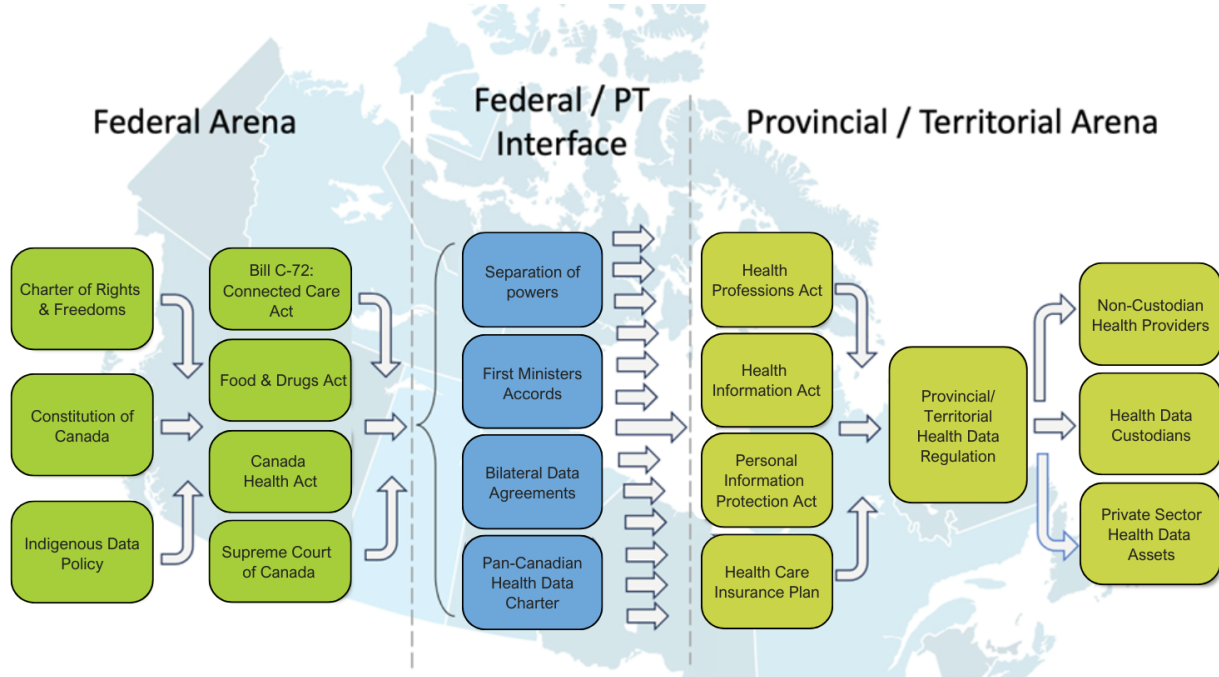 Federal Arena
Federal / PT
Interface
Provincial / Territorial Arena
Charter of Rights
& Freedoms
Constitution of
Canada
Indigenous Data
Policy
Bill C-72:
Connected Care
Act
Food & Drugs Act
Canada
Health Act
Supreme Court
of Canada
Separation of
powers
First Ministers
Accords
Bilateral Data
Agreements
Pan-Canadian
Health Data
Charter
Health
Professions Act
Health
Information Act
Personal
Information
Protection Act
Health Care
Insurance Plan
Provincial/
Territorial
Health Data
Regulation
Non-Custodian
Health Providers
Health Data
Custodians
Private Sector
Health Data
Assets